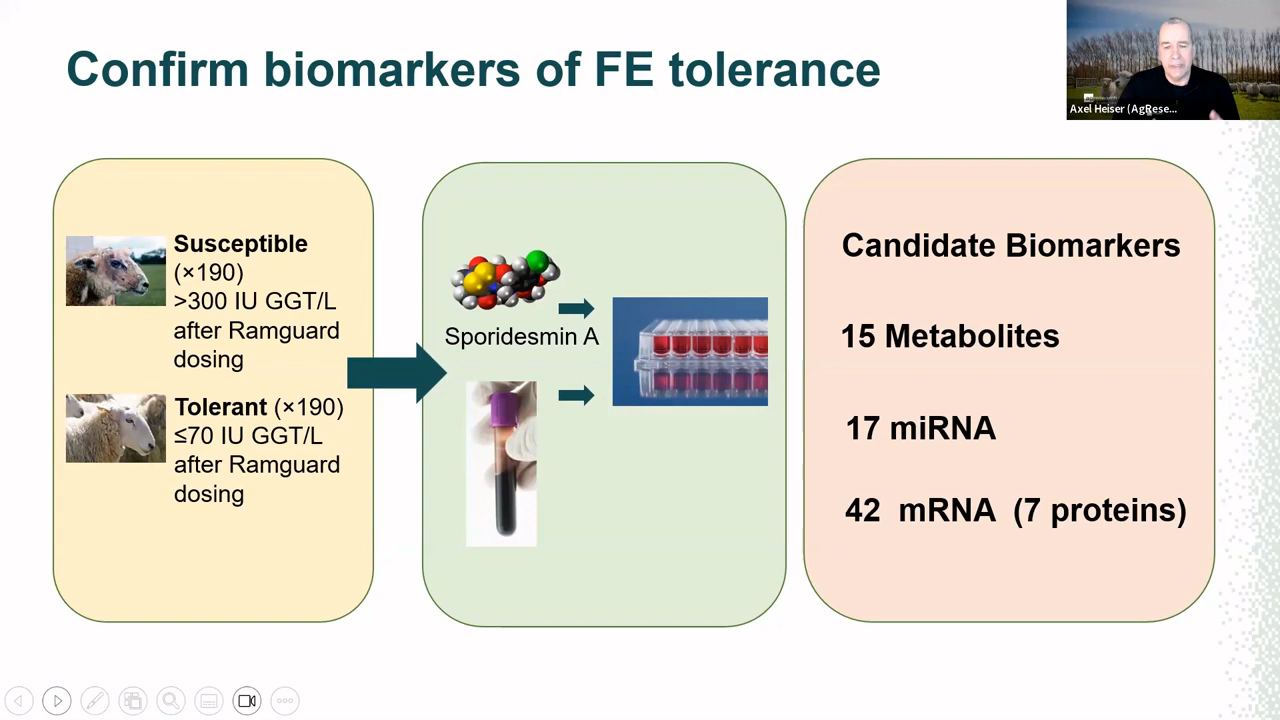 Confirm biomarkers of FE tolerance
Axel Heiser (AgRese...
Susceptible
(×190)
>300 IU GGT/L
after Ramguard
dosing
Tolerant (×190)
≤70 IU GGT/L
after Ramguard
dosing
Sporidesmin A
Candidate Biomarkers
15 Metabolites
17 miRNA
42 mRNA (7 proteins)